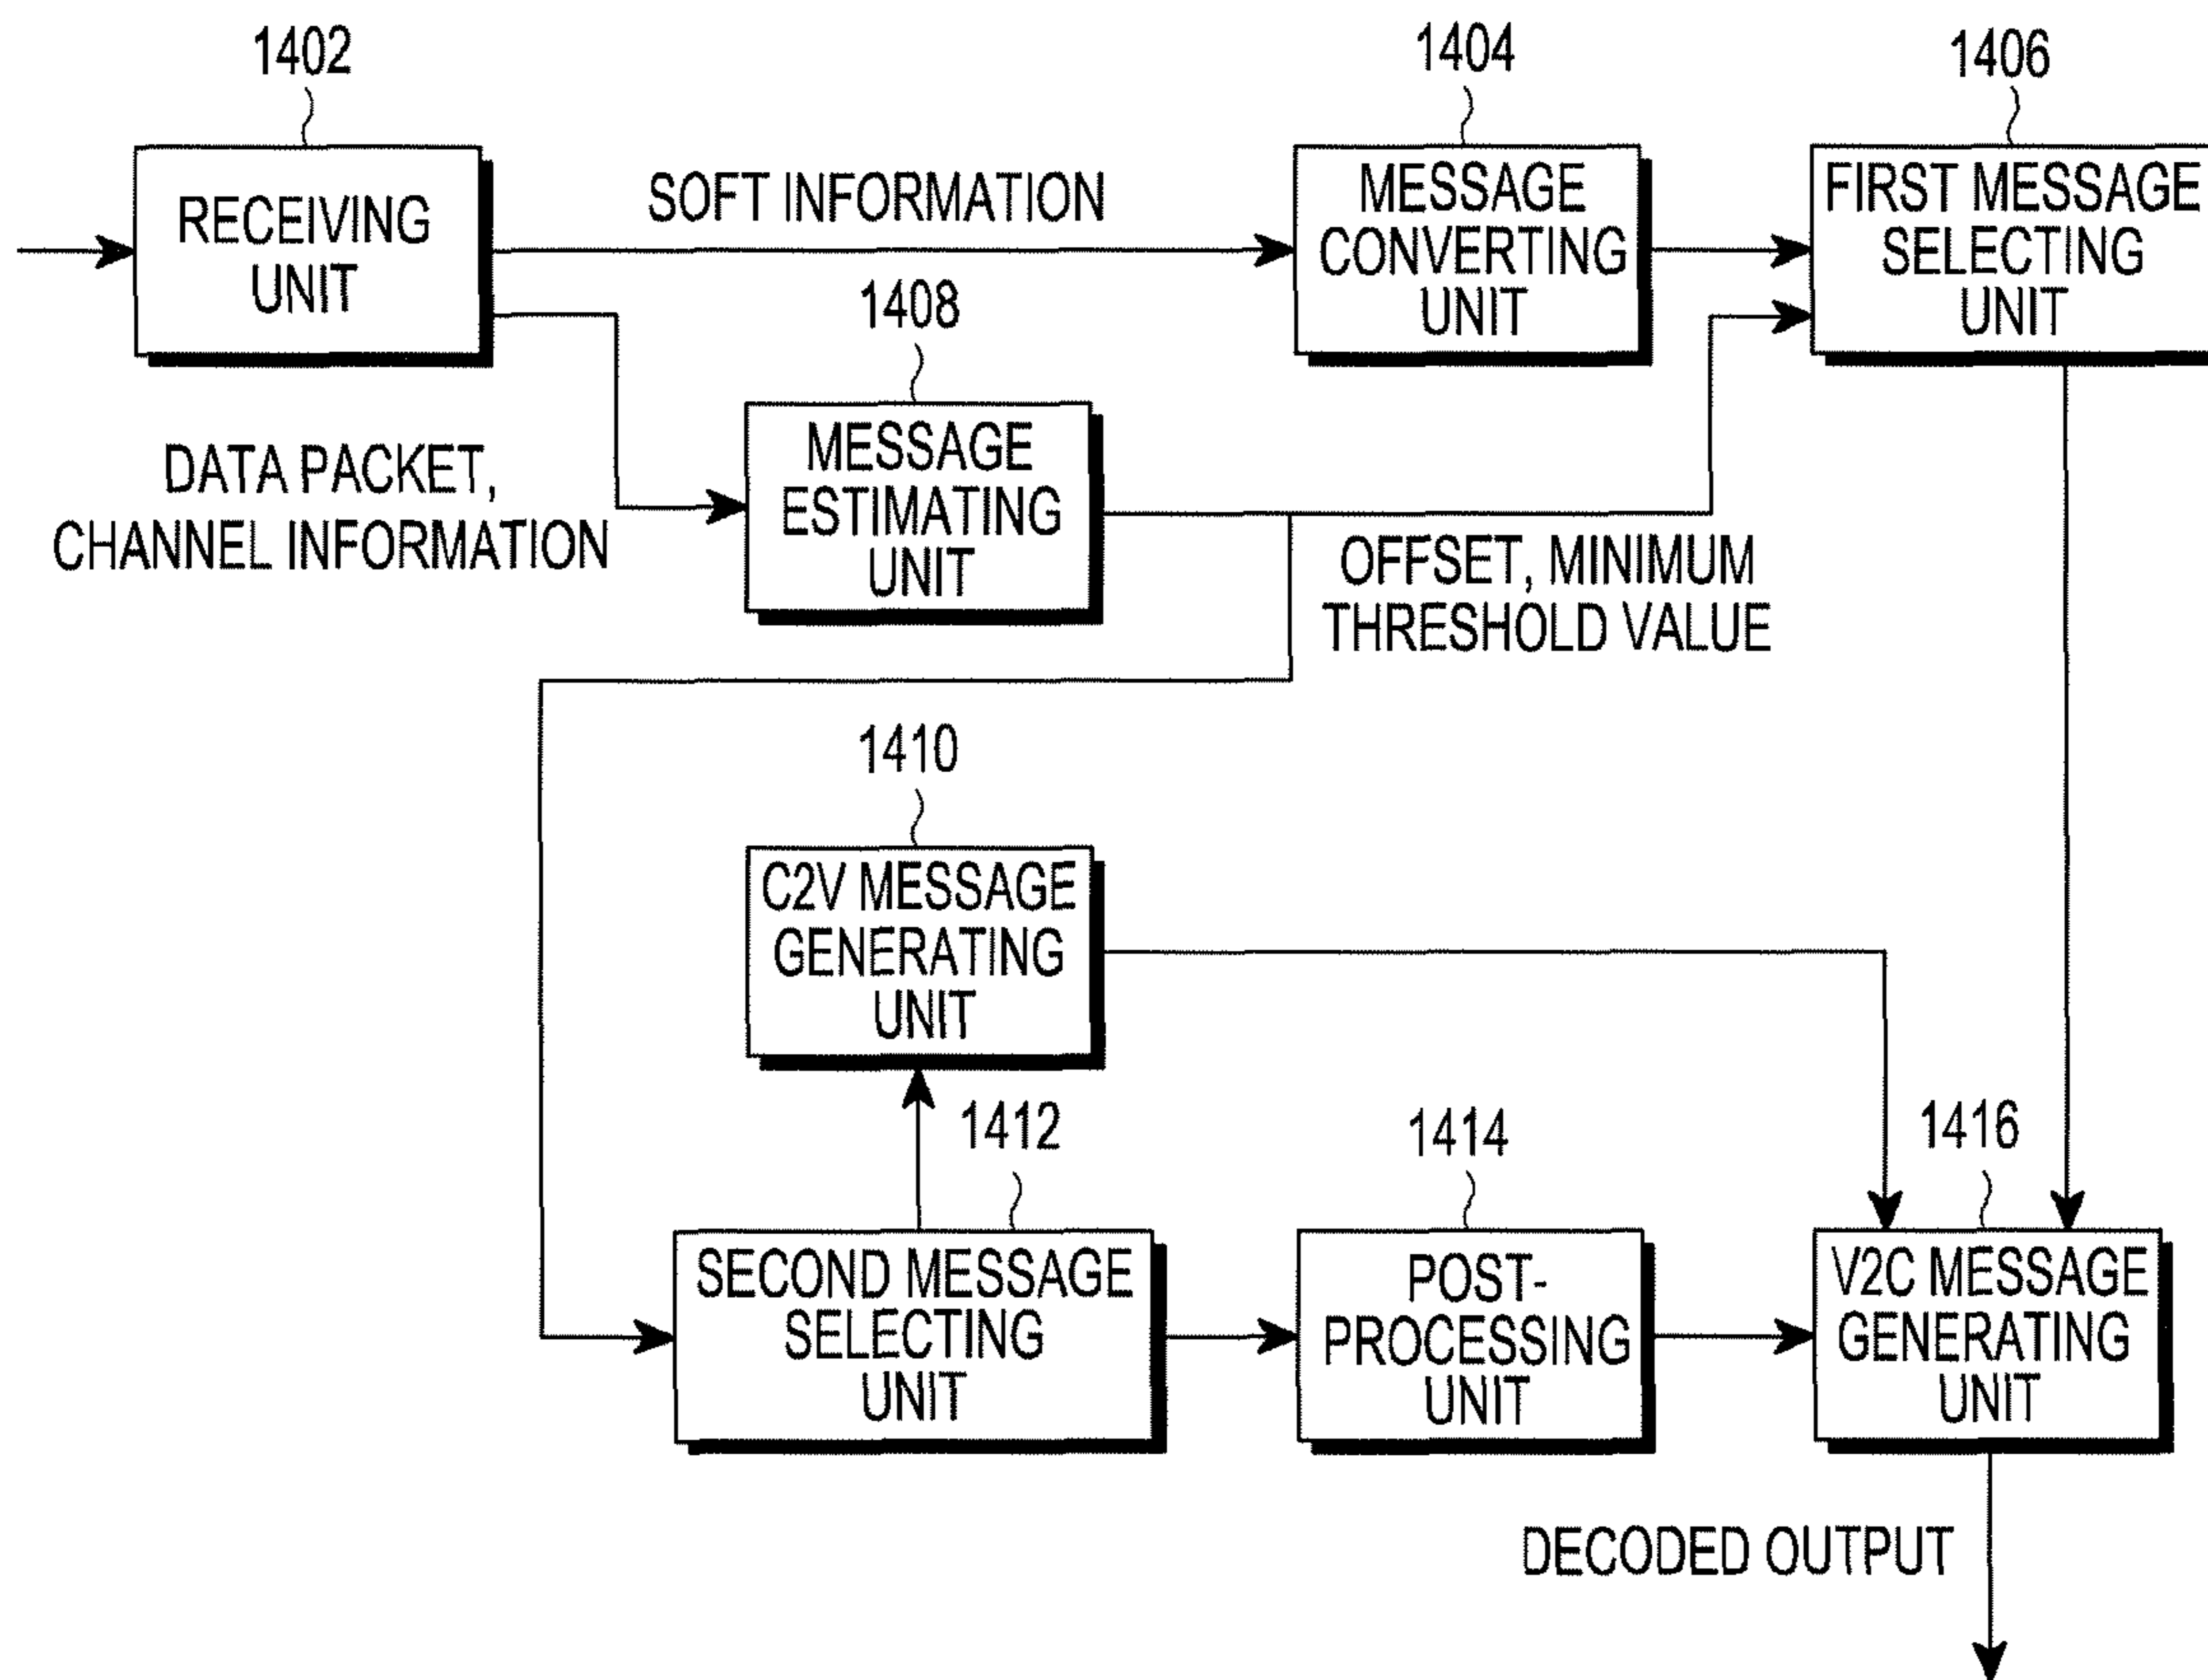 1402
1404
1406
RECEIVING
UNIT
SOFT INFORMATION
MESSAGE
CONVERTING
UNIT
FIRST MESSAGE
SELECTING
UNIT
1408
DATA PACKET,
CHANNEL INFORMATION
MESSAGE
ESTIMATING
UNIT
OFFSET, MINIMUM
THRESHOLD VALUE
1410
C2V MESSAGE
GENERATING
UNIT
1412
1414
1416
SECOND MESSAGE
SELECTING
UNIT
POST-
PROCESSING
UNIT
V2C MESSAGE
GENERATING
UNIT
DECODED OUTPUT